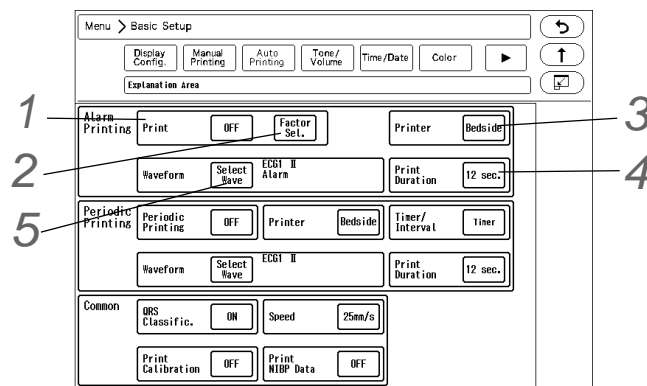 Menu > Basic Setup
Display Config.
Manual Printing
Auto Printing
Tone/ Volume
Time/Date
Color
Explanation Area
1
2
3
4
5
Alarm Printing
Print
OFF
Factor Sel.
Printer
Bedside
Waveform
Select Wave
ECG1 II
Alarm
Print Duration
12 sec.
Periodic Printing
Periodic Printing
OFF
Printer
Bedside
Timer/ Interval
Timer
Waveform
Select Wave
ECG1 II
Print Duration
12 sec.
Common
QRS Classific.
ON
Speed
25mm/s
Print Calibration
OFF
Print NIBP Data
OFF